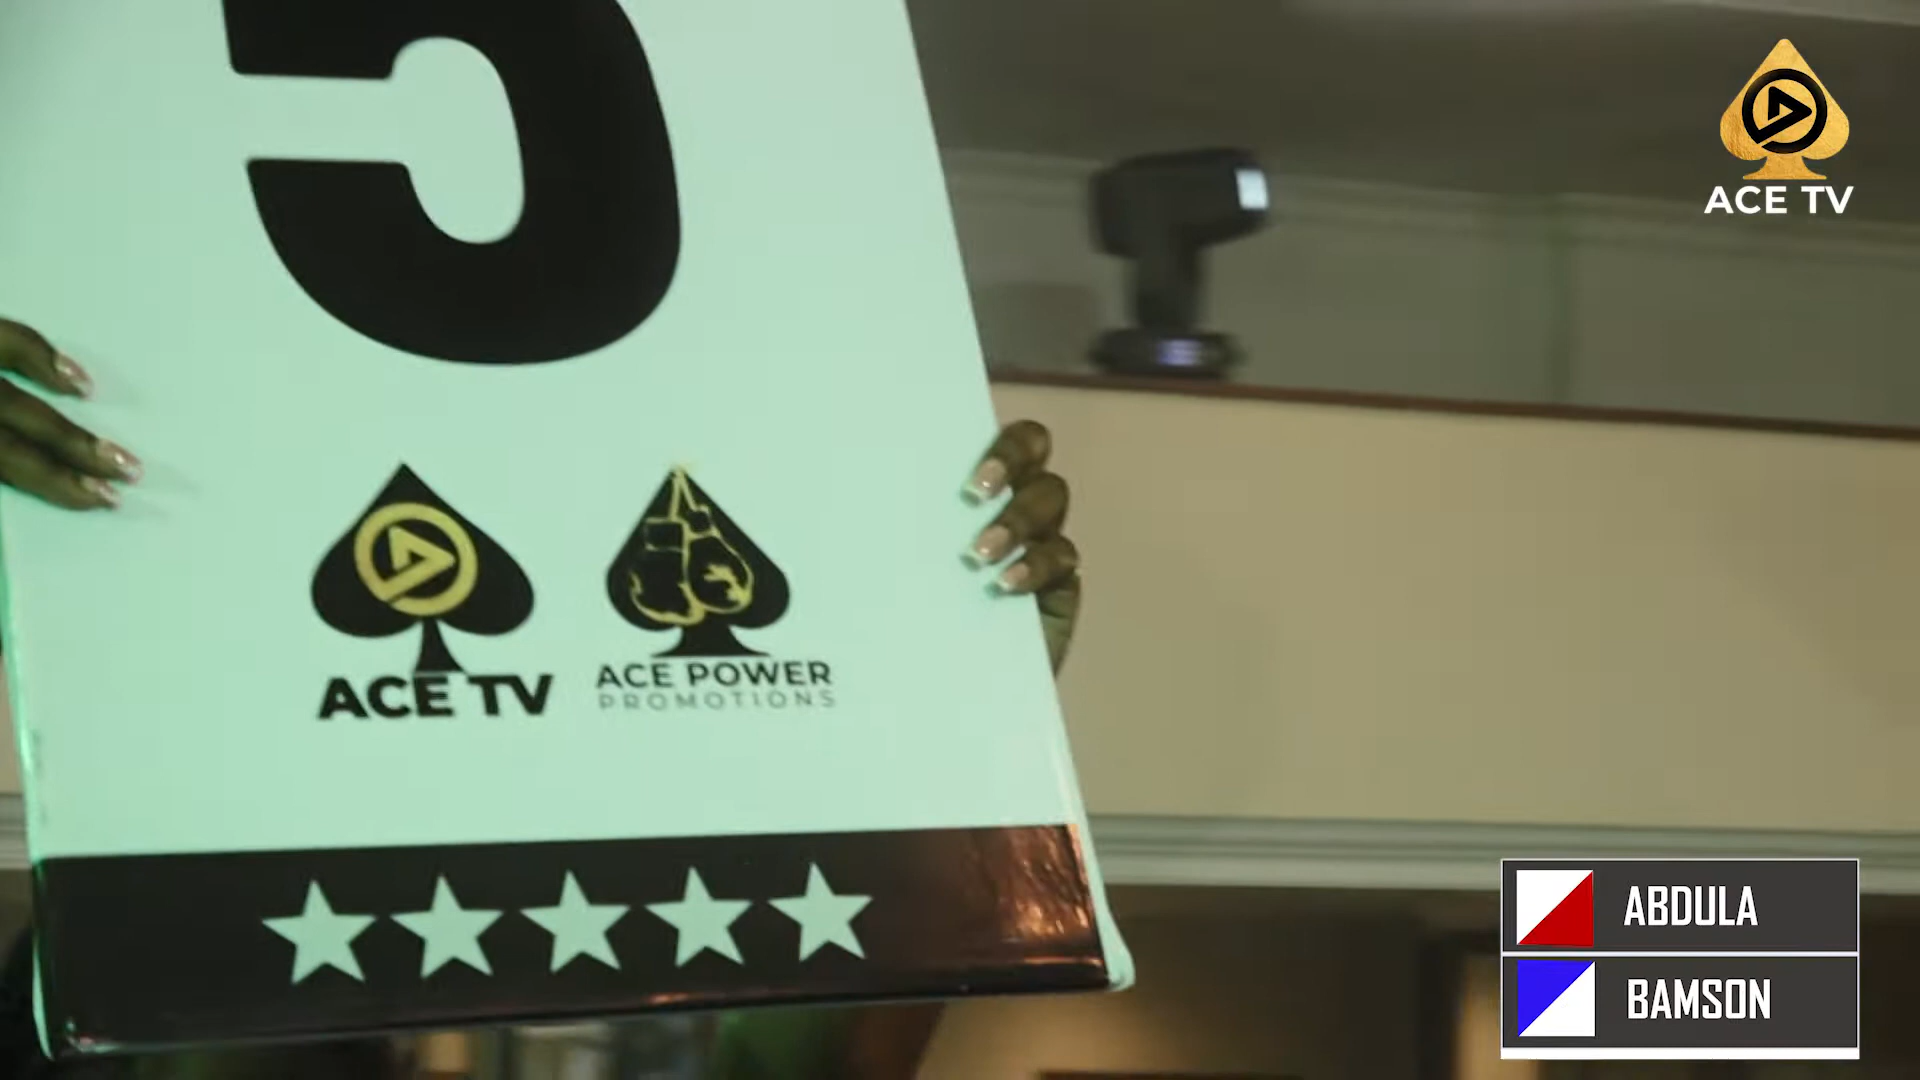 5
ACE TV
ACE TV
ACE POWER
PROMOTIONS
ABDULA
BAMSON